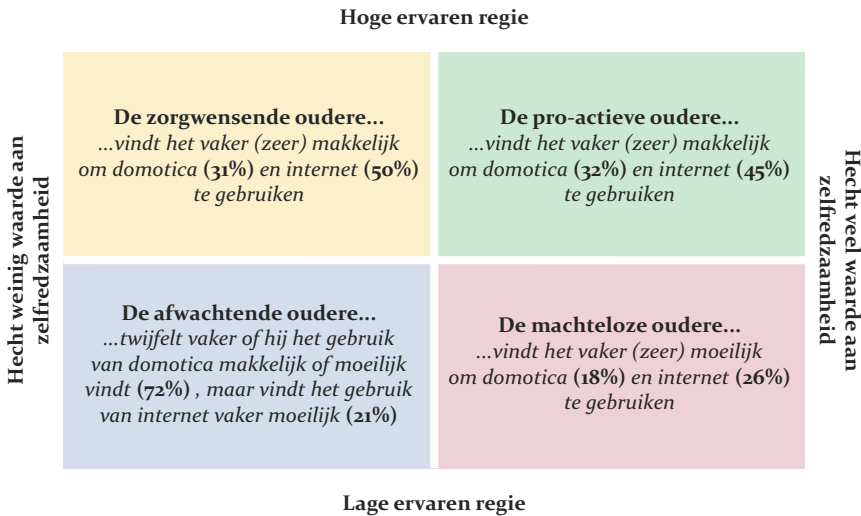 Hoge ervaren regie
Hecht weinig waarde aan
zelfredzaamheid
De zorgwensende oudere...
...vindt het vaker (zeer) makkelijk
om domotica (31%) en internet (50%)
te gebruiken
De pro-actieve oudere...
...vindt het vaker (zeer) makkelijk
om domotica (32%) en internet (45%)
te gebruiken
Hecht veel waarde aan
zelfredzaamheid
De afwachtende oudere...
...twijfelt vaker of hij het gebruik
van domotica makkelijk of moeilijk
vindt (72%) , maar vindt het gebruik
van internet vaker moeilijk (21%)
De machteloze oudere...
...vindt het vaker (zeer) moeilijk
om domotica (18%) en internet (26%)
te gebruiken
Lage ervaren regie